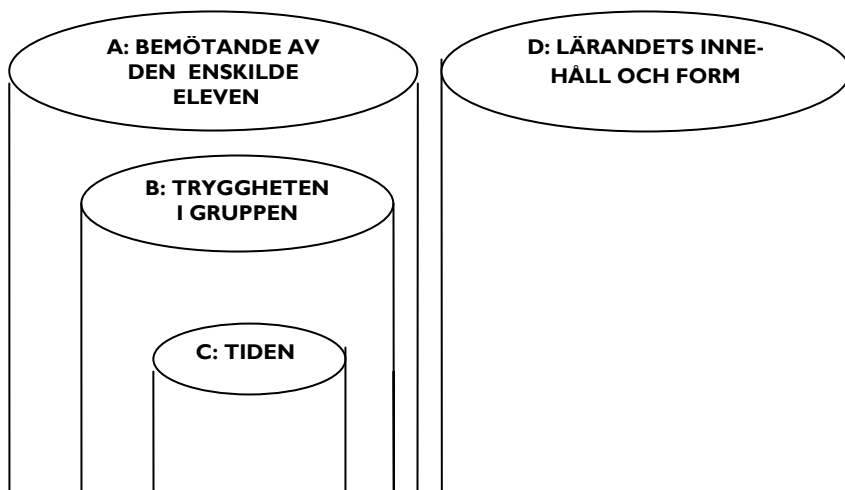 A: BEMÖTANDE AV
DEN ENSKILDE
ELEVEN
D: LÄRANDETS INNE-
HÅLL OCH FORM
B: TRYGGHETEN
I GRUPPEN
C: TIDEN